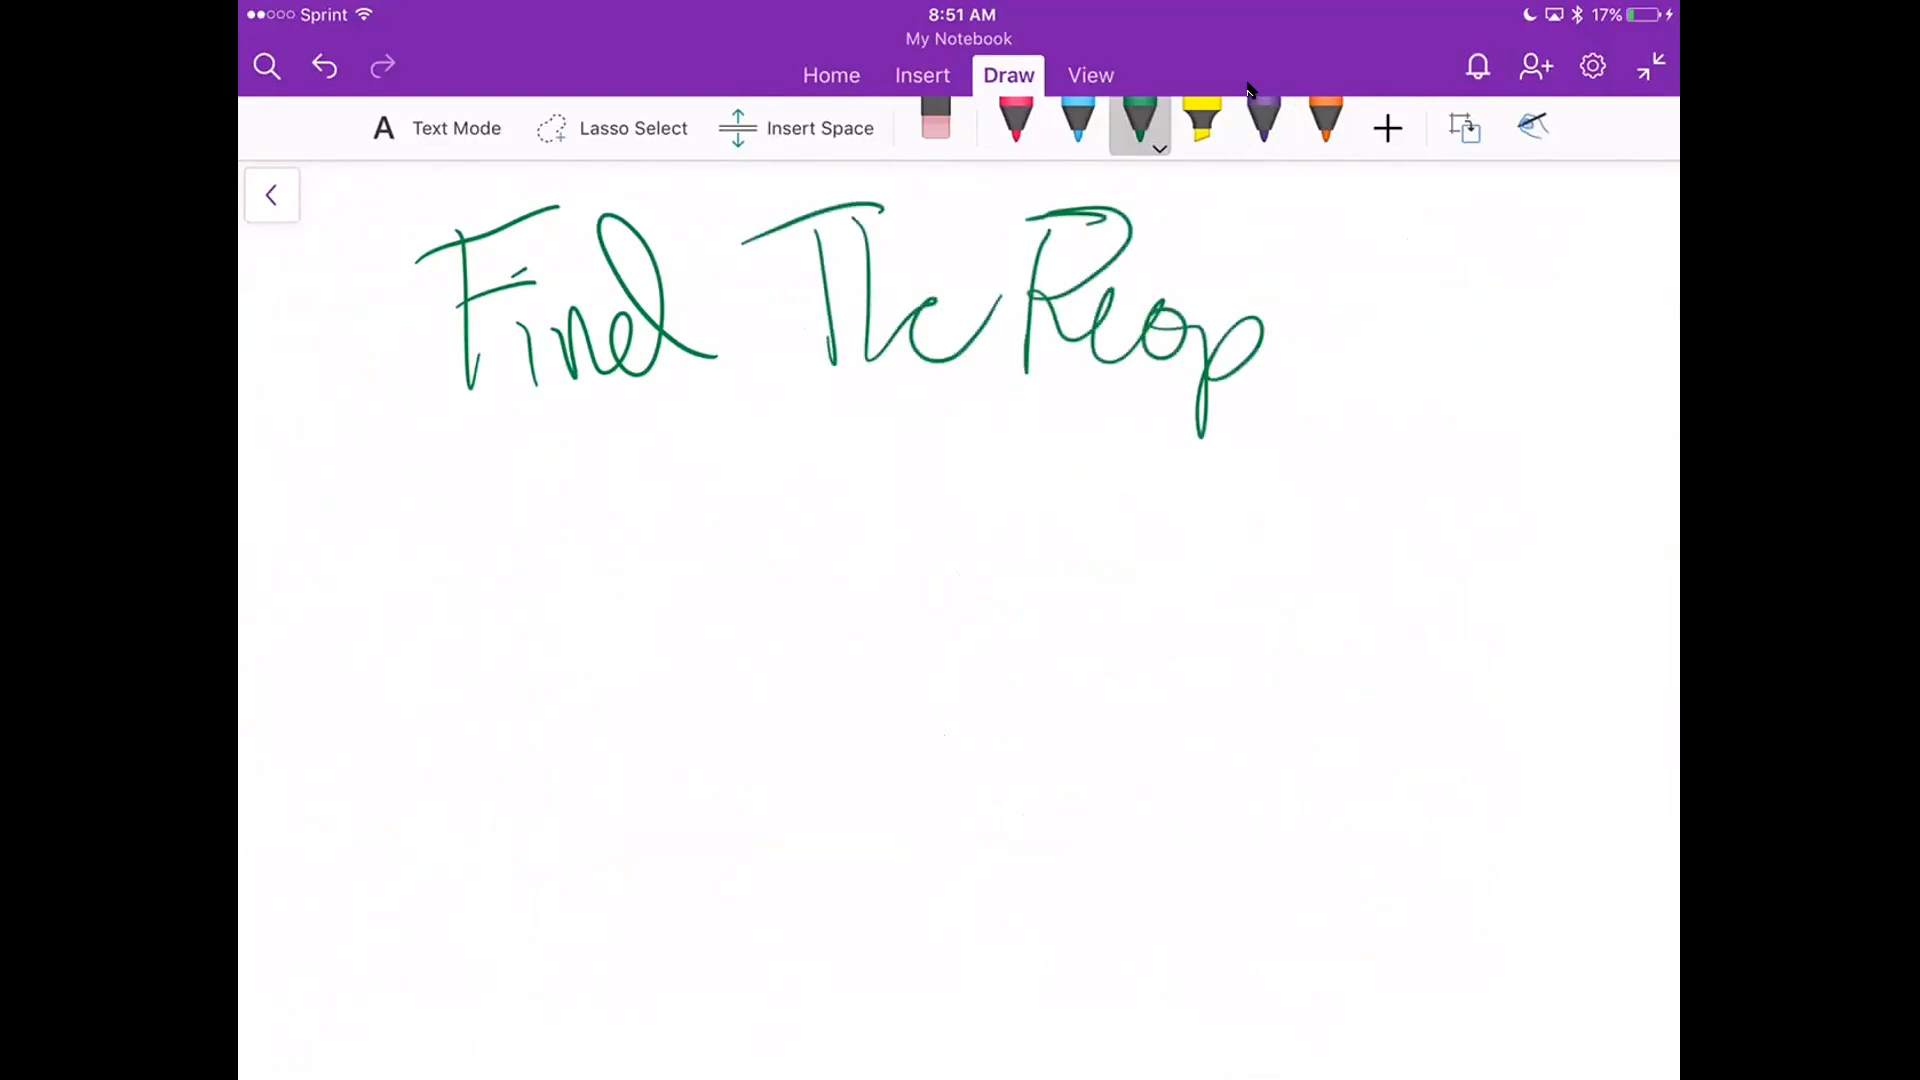 Sprint 8:51 AM 17%
My Notebook
Home Insert Draw View
A Text Mode Lasso Select Insert Space
Find The Reop